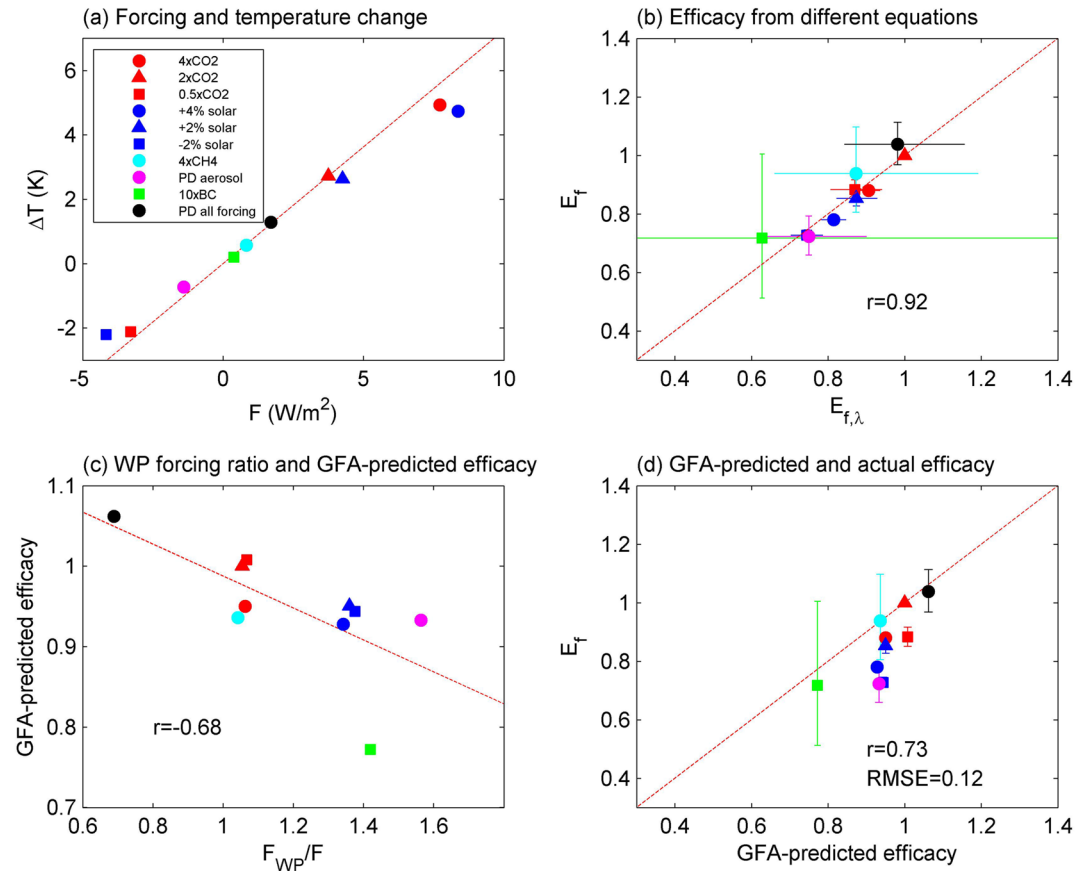 (a) Forcing and temperature change
ΔT (K)
6
4
2
0
-2
4xCO2
2xCO2
0.5xCO2
+4% solar
+2% solar
-2% solar
4xCH4
PD aerosol
10xBC
PD all forcing
-5 0 5 10
F (W/m²)
(b) Efficacy from different equations
E_f
1.4
1.2
1
0.8
0.6
0.4
r=0.92
0.4 0.6 0.8 1 1.2 1.4
E_f,λ
(c) WP forcing ratio and GFA-predicted efficacy
GFA-predicted efficacy
1.1
1
0.9
0.8
0.7
r=-0.68
0.6 0.8 1 1.2 1.4 1.6
F_WP/F
(d) GFA-predicted and actual efficacy
E_f
1.4
1.2
1
0.8
0.6
0.4
r=0.73
RMSE=0.12
0.4 0.6 0.8 1 1.2 1.4
GFA-predicted efficacy